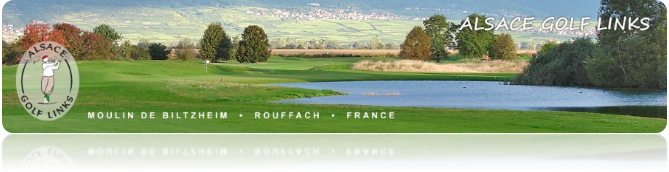 ALSACE GOLF LINKS
ALSACE
GOLF LINKS
MOULIN DE BILTZHEIM • ROUFFACH • FRANCE